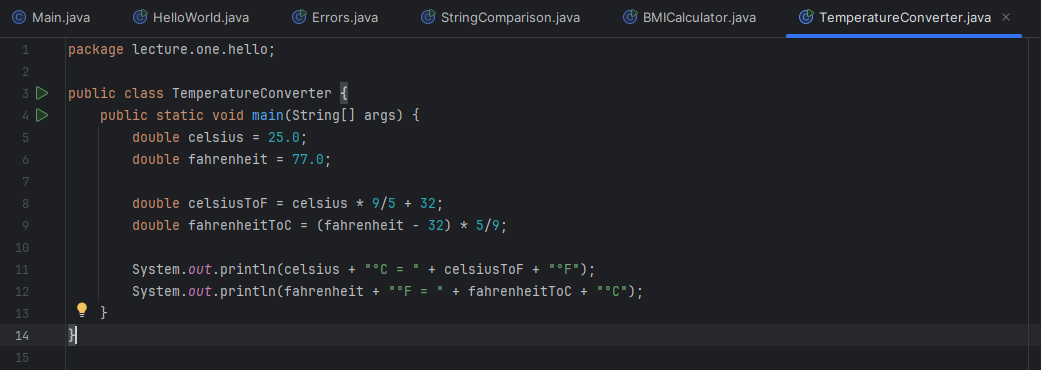 Main.java HelloWorld.java Errors.java StringComparison.java BMICalculator.java TemperatureConverter.java ×
1 package lecture.one.hello;
2
3 public class TemperatureConverter {
4     public static void main(String[] args) {
5         double celsius = 25.0;
6         double fahrenheit = 77.0;
7
8         double celsiusToF = celsius * 9/5 + 32;
9         double fahrenheitToC = (fahrenheit - 32) * 5/9;
10
11         System.out.println(celsius + "°C = " + celsiusToF + "°F");
12         System.out.println(fahrenheit + "°F = " + fahrenheitToC + "°C");
13     }
14 }
15